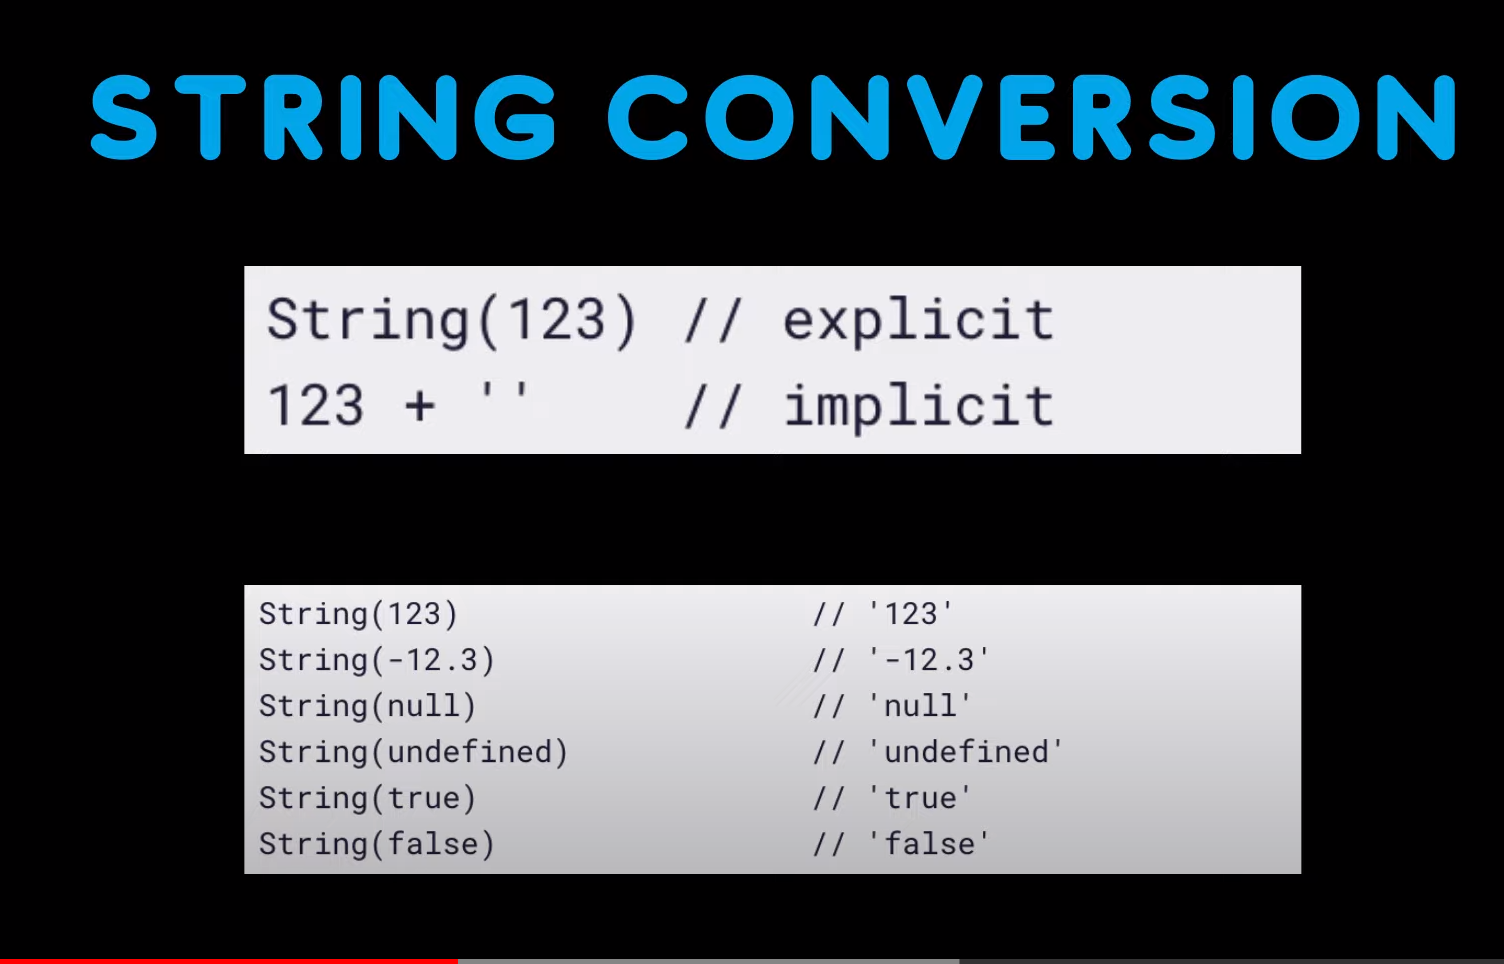 STRING CONVERSION
String(123) // explicit
123 + '' // implicit
String(123) // '123'
String(-12.3) // '-12.3'
String(null) // 'null'
String(undefined) // 'undefined'
String(true) // 'true'
String(false) // 'false'